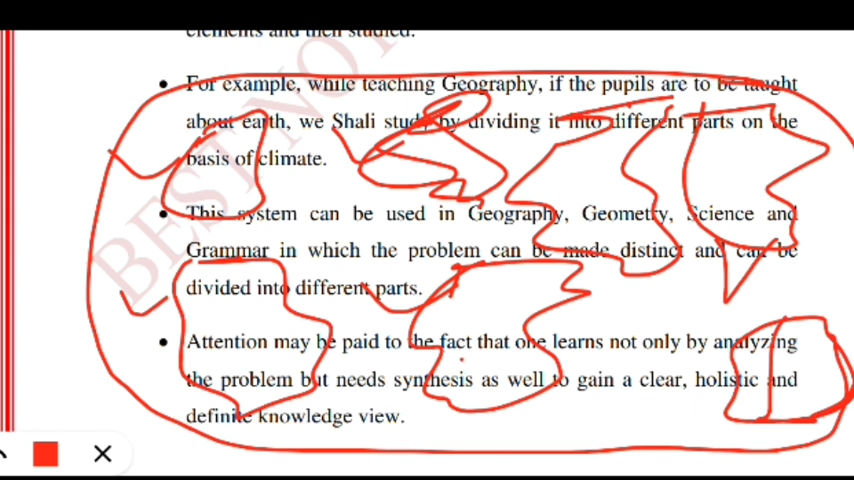 elements and then studied.
• For example, while teaching Geography, if the pupils are to be taught
about earth, we Shali study by dividing it into different parts on the
basis of climate.
• This system can be used in Geography, Geometry, Science and
Grammar in which the problem can be made distinct and can be
divided into different parts.
• Attention may be paid to the fact that one learns not only by analyzing
the problem but needs synthesis as well to gain a clear, holistic and
definite knowledge view.
BEST NOT